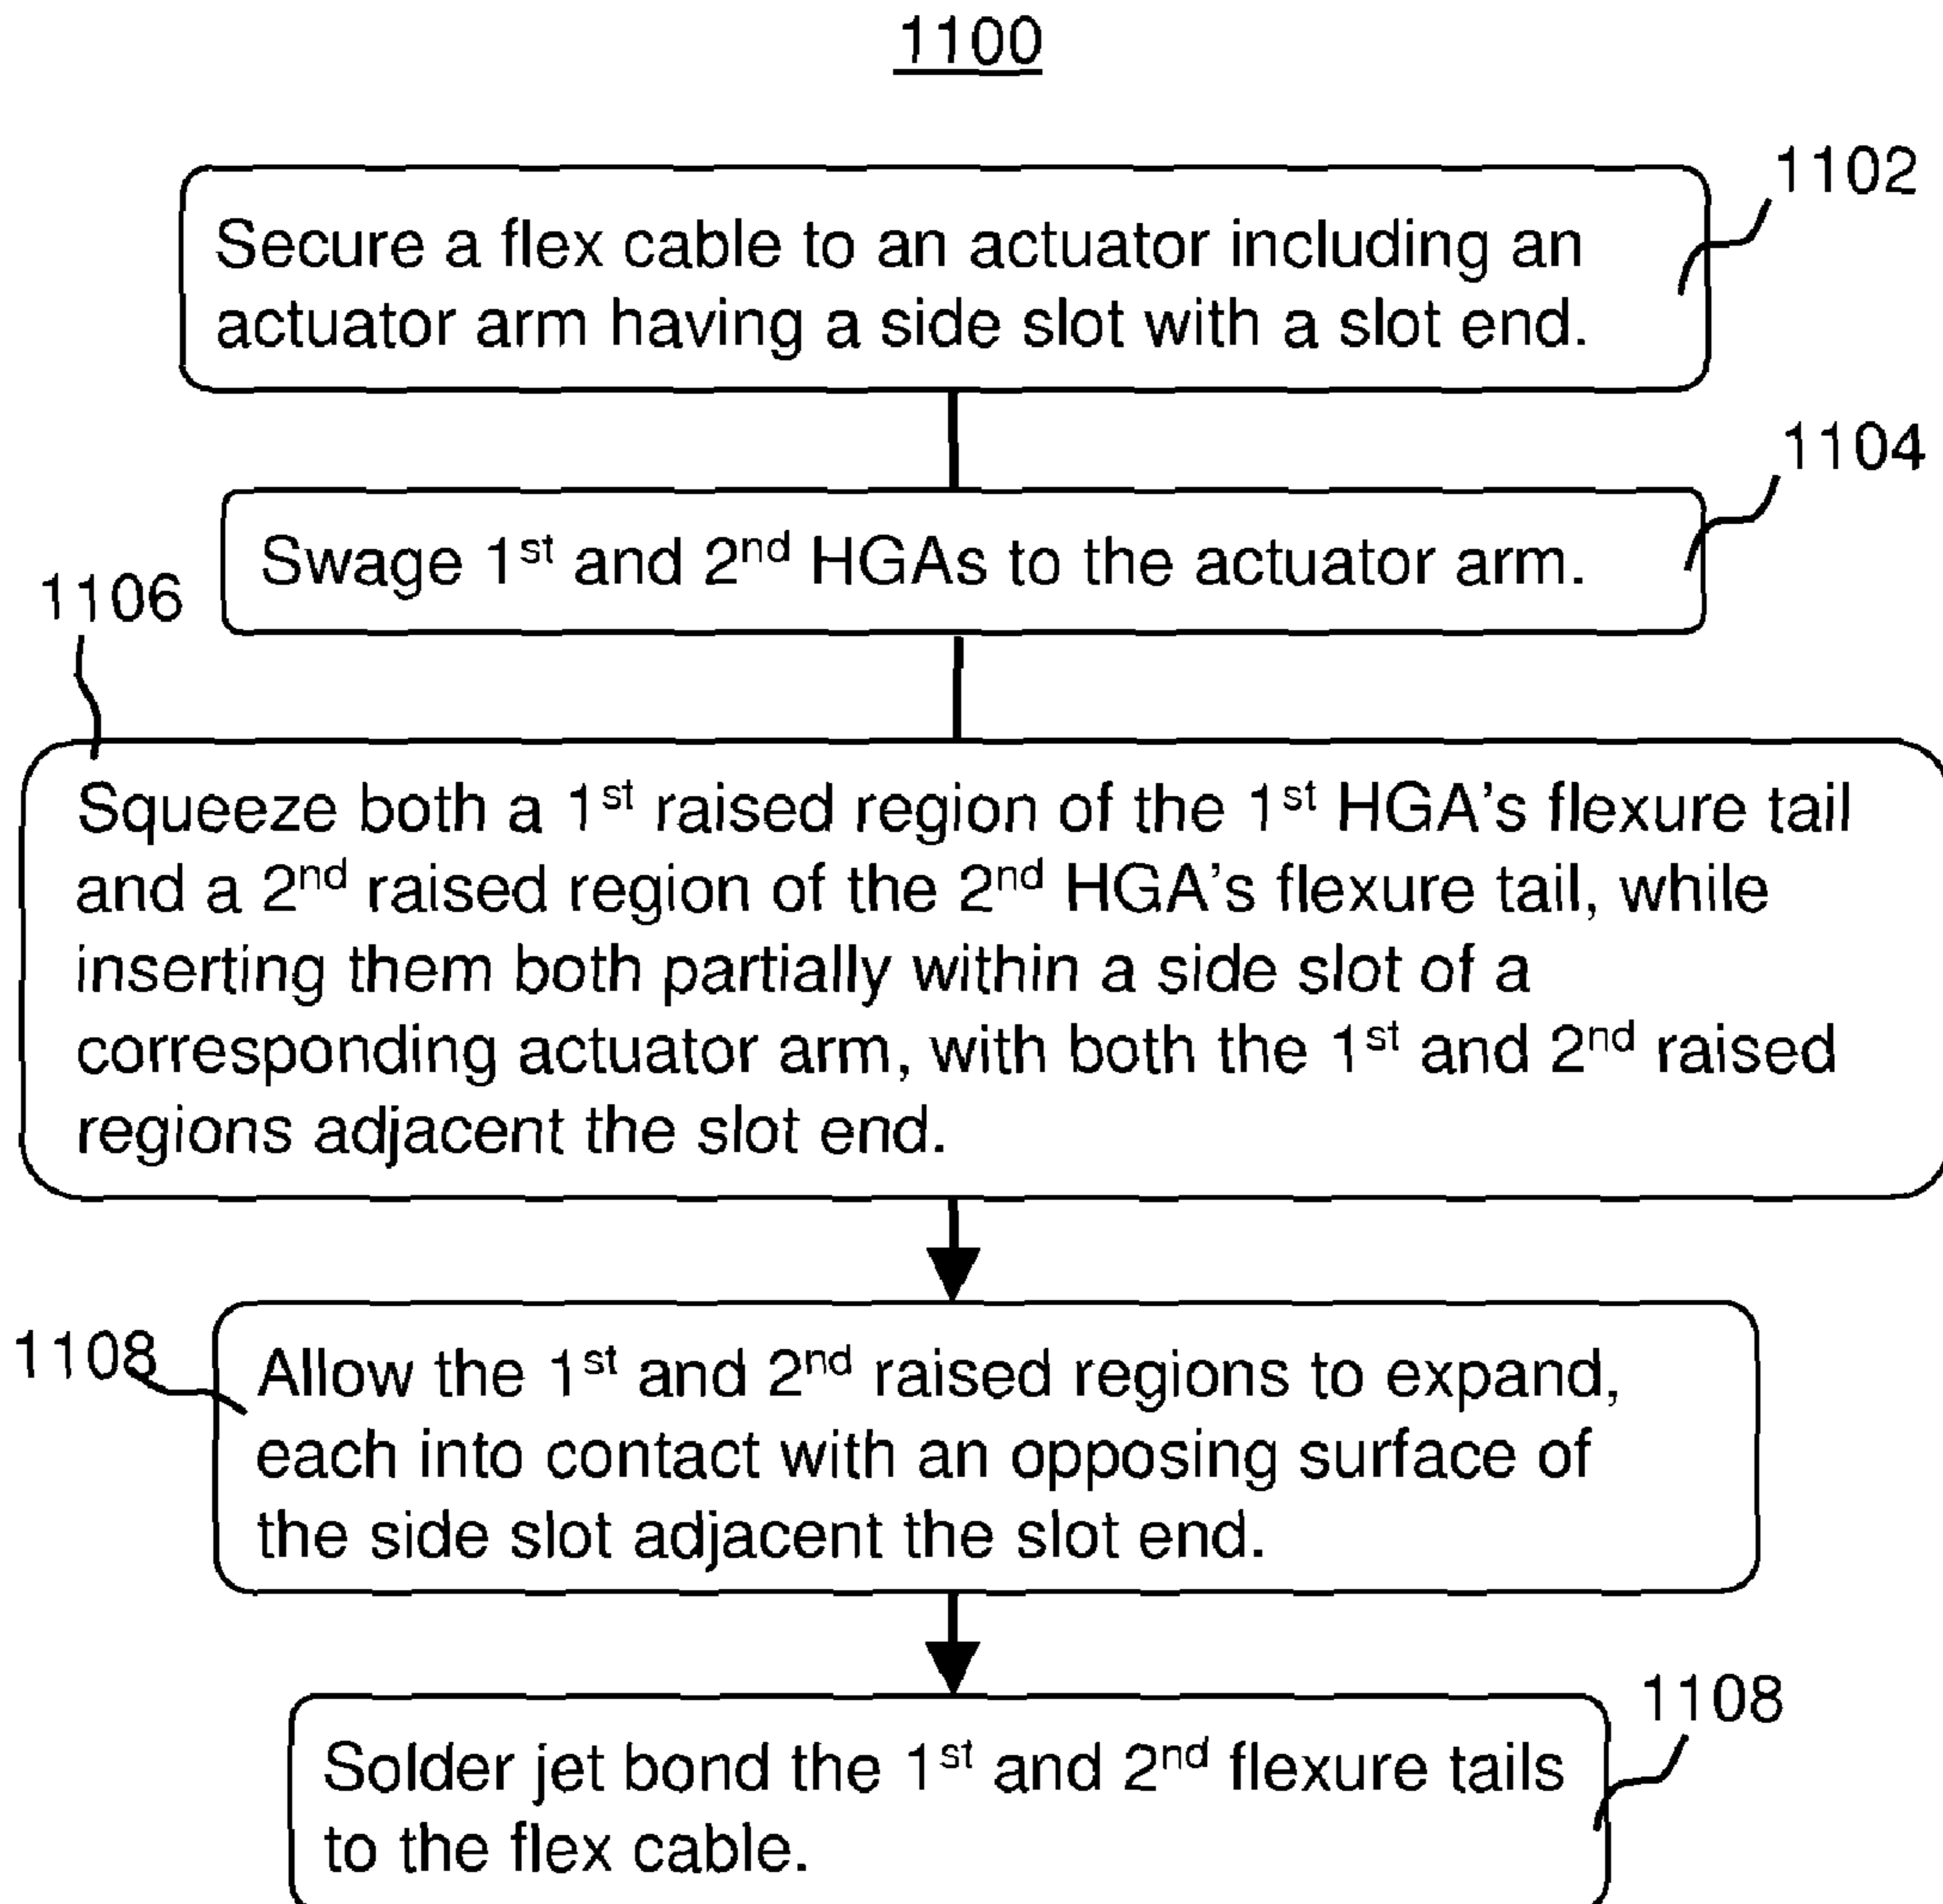 1100
1102
Secure a flex cable to an actuator including an
actuator arm having a side slot with a slot end.
1104
Swage 1st and 2nd HGAs to the actuator arm.
1106
Squeeze both a 1st raised region of the 1st HGA's flexure tail
and a 2nd raised region of the 2nd HGA's flexure tail, while
inserting them both partially within a side slot of a
corresponding actuator arm, with both the 1st and 2nd raised
regions adjacent the slot end.
1108
Allow the 1st and 2nd raised regions to expand,
each into contact with an opposing surface of
the side slot adjacent the slot end.
1108
Solder jet bond the 1st and 2nd flexure tails
to the flex cable.